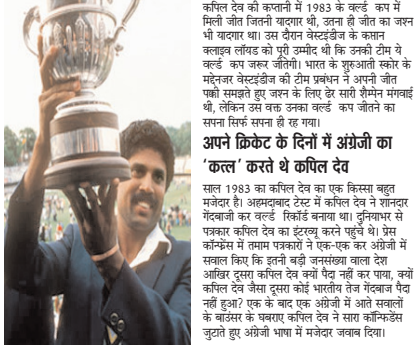 कपिल देव की कप्तानी में 1983 के वर्ल्ड कप में
मिली जीत जितनी यादगार थी, उतना ही जीत का जश्न
भी यादगार था। उस दौरान वेस्टइंडीज के कप्तान
क्लाइव लॉयड को पूरी उम्मीद थी कि उनकी टीम ये
वर्ल्ड कप जरूर जीतेगी। भारत के शुरुआती स्कोर के
मद्देनजर वेस्टइंडीज की टीम प्रबंधन ने अपनी जीत
पक्की समझते हुए जश्न के लिए ढेर सारी शैम्पेन मंगवाई
थी, लेकिन उस वक्त उनका वर्ल्ड कप जीतने का
सपना सिर्फ सपना ही रह गया।
अपने क्रिकेट के दिनों में अंग्रेजी का
‘कत्ल’ करते थे कपिल देव
साल 1983 का कपिल देव का एक किस्सा बहुत
मजेदार है। अहमदाबाद टेस्ट में कपिल देव ने शानदार
गेंदबाजी कर वर्ल्ड रिकॉर्ड बनाया था। दुनियाभर से
पत्रकार कपिल देव का इंटरव्यू करने पहुंचे थे। प्रेस
कॉन्फ्रेंस में तमाम पत्रकारों ने एक-एक कर अंग्रेजी में
सवाल किए कि इतनी बड़ी जनसंख्या वाला देश
आखिर दूसरा कपिल देव क्यों पैदा नहीं कर पाया, क्यों
कपिल देव जैसा दूसरा कोई भारतीय तेज गेंदबाज पैदा
नहीं हुआ? एक के बाद एक अंग्रेजी में आते सवालों
के बाउंसर के घबराए कपिल देव ने सारा कॉन्फिडेंस
जुटाते हुए अंग्रेजी भाषा में मजेदार जवाब दिया।